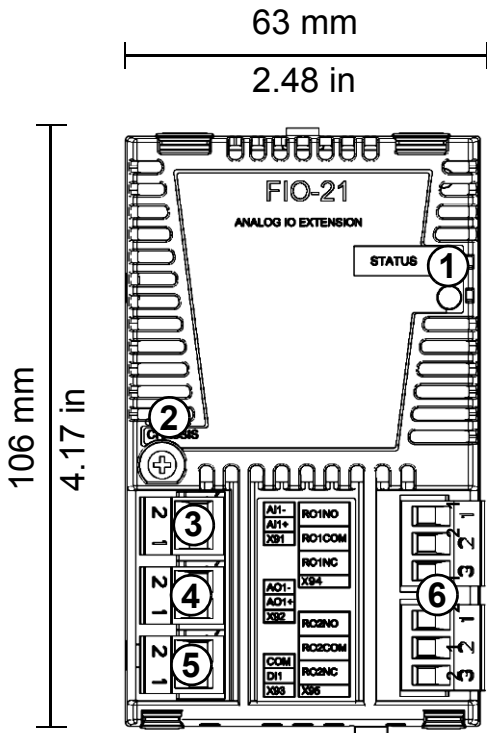 63 mm
2.48 in
106 mm
4.17 in
FIO-21
ANALOG IO EXTENSION
STATUS
1
2
3
2
1
4
2
1
5
2
1
AI1-
AI1+
X91
RO1NO
RO1COM
RO1NC
X94
AO1-
AO1+
X92
RO2NO
RO2COM
RO2NC
X95
COM
DI1
X93
6
1
2
3
1
2
3